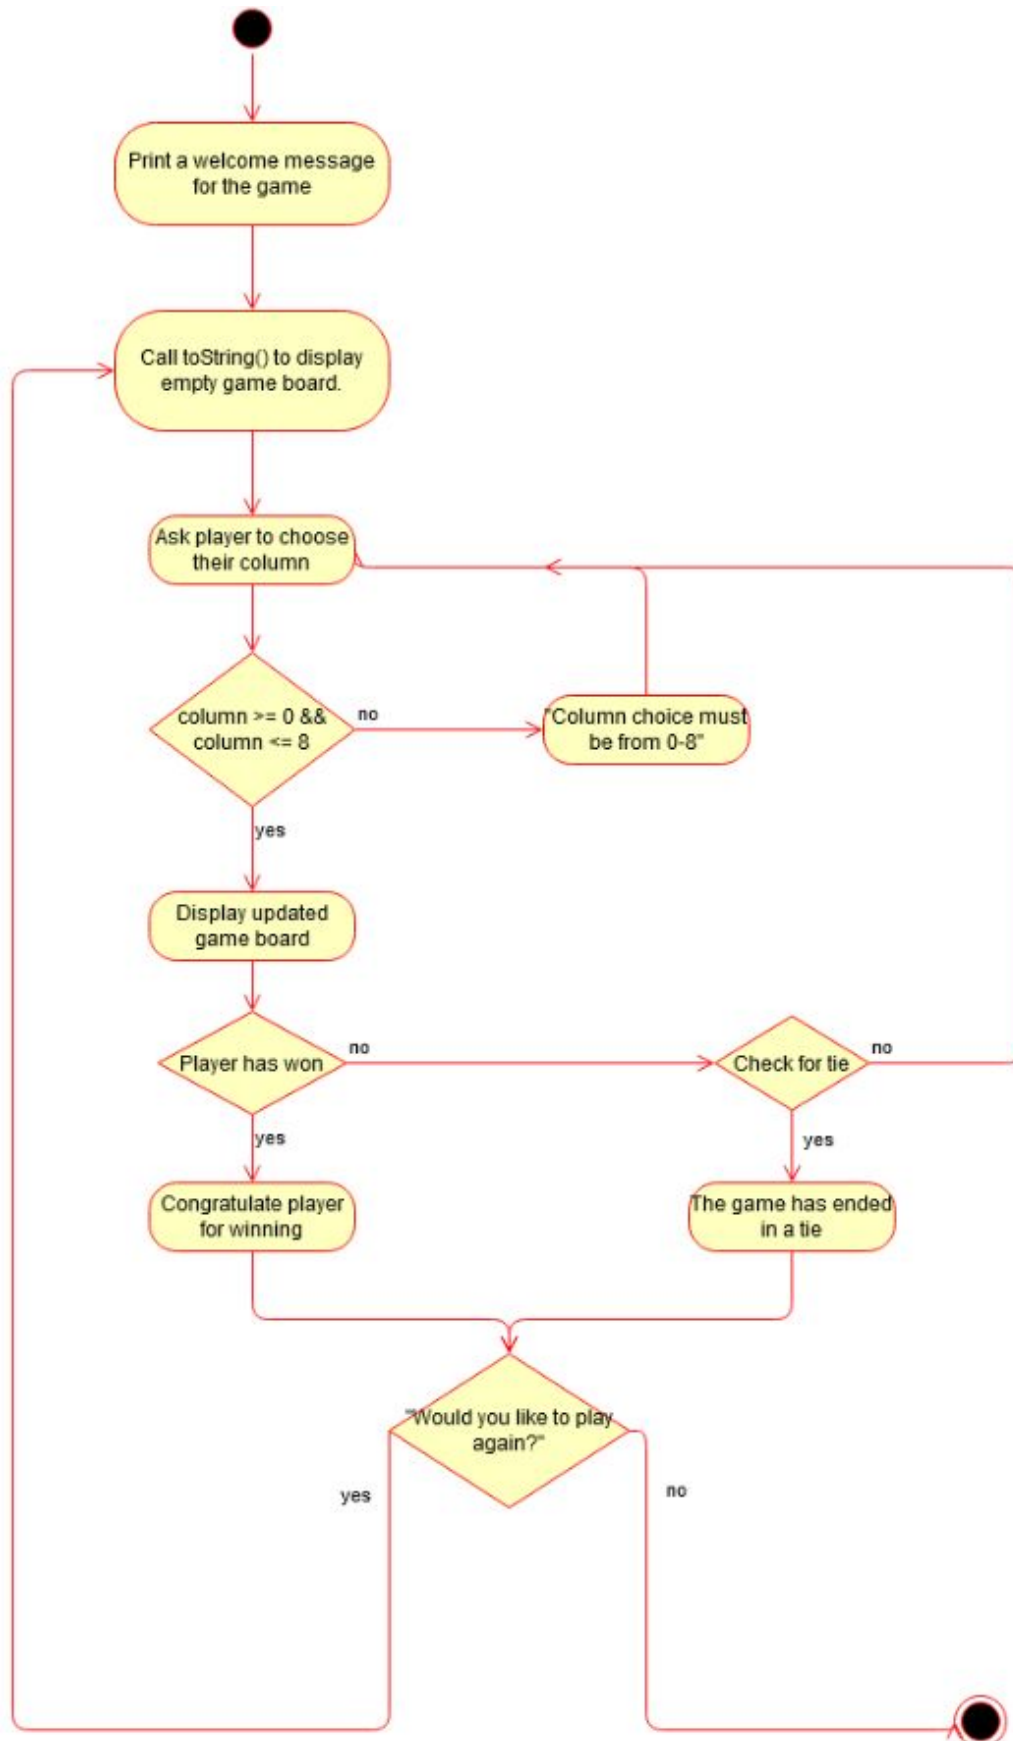 Print a welcome message
for the game
Call toString() to display
empty game board.
Ask player to choose
their column
column >= 0 &&
column <= 8
no
"Column choice must
be from 0-8"
yes
Display updated
game board
Player has won
no
Check for tie
no
yes
yes
Congratulate player
for winning
The game has ended
in a tie
"Would you like to play
again?"
yes
no